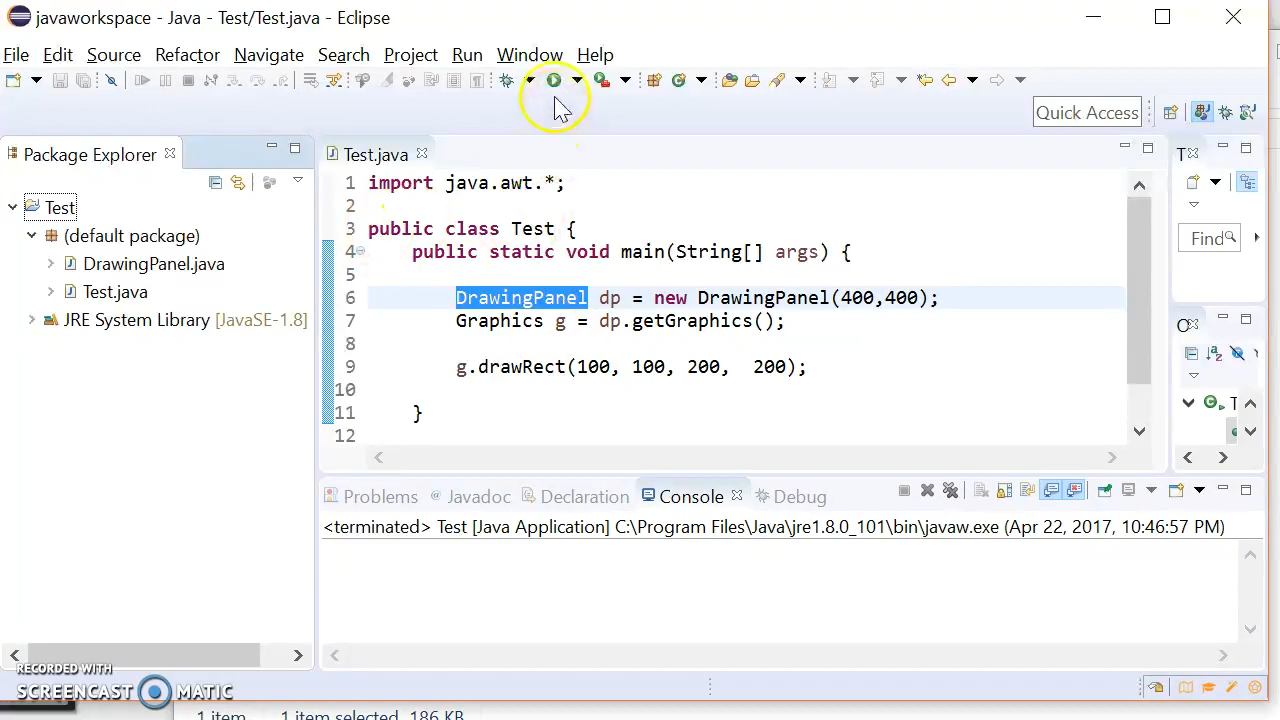 javaworkspace - Java - Test/Test.java - Eclipse
File Edit Source Refactor Navigate Search Project Run Window Help
Quick Access
Package Explorer
Test
(default package)
DrawingPanel.java
Test.java
JRE System Library [JavaSE-1.8]
Test.java
1 import java.awt.*;
2
3 public class Test {
4 public static void main(String[] args) {
5
6 DrawingPanel dp = new DrawingPanel(400,400);
7 Graphics g = dp.getGraphics();
8
9 g.drawRect(100, 100, 200,  200);
10
11 }
12
T
Find
Problems @ Javadoc Declaration Console Debug
<terminated> Test [Java Application] C:\Program Files\Java\jre1.8.0_101\bin\javaw.exe (Apr 22, 2017, 10:46:57 PM)
RECORDED WITH
SCREENCAST MATIC
1 item 1 item selected 186 KB